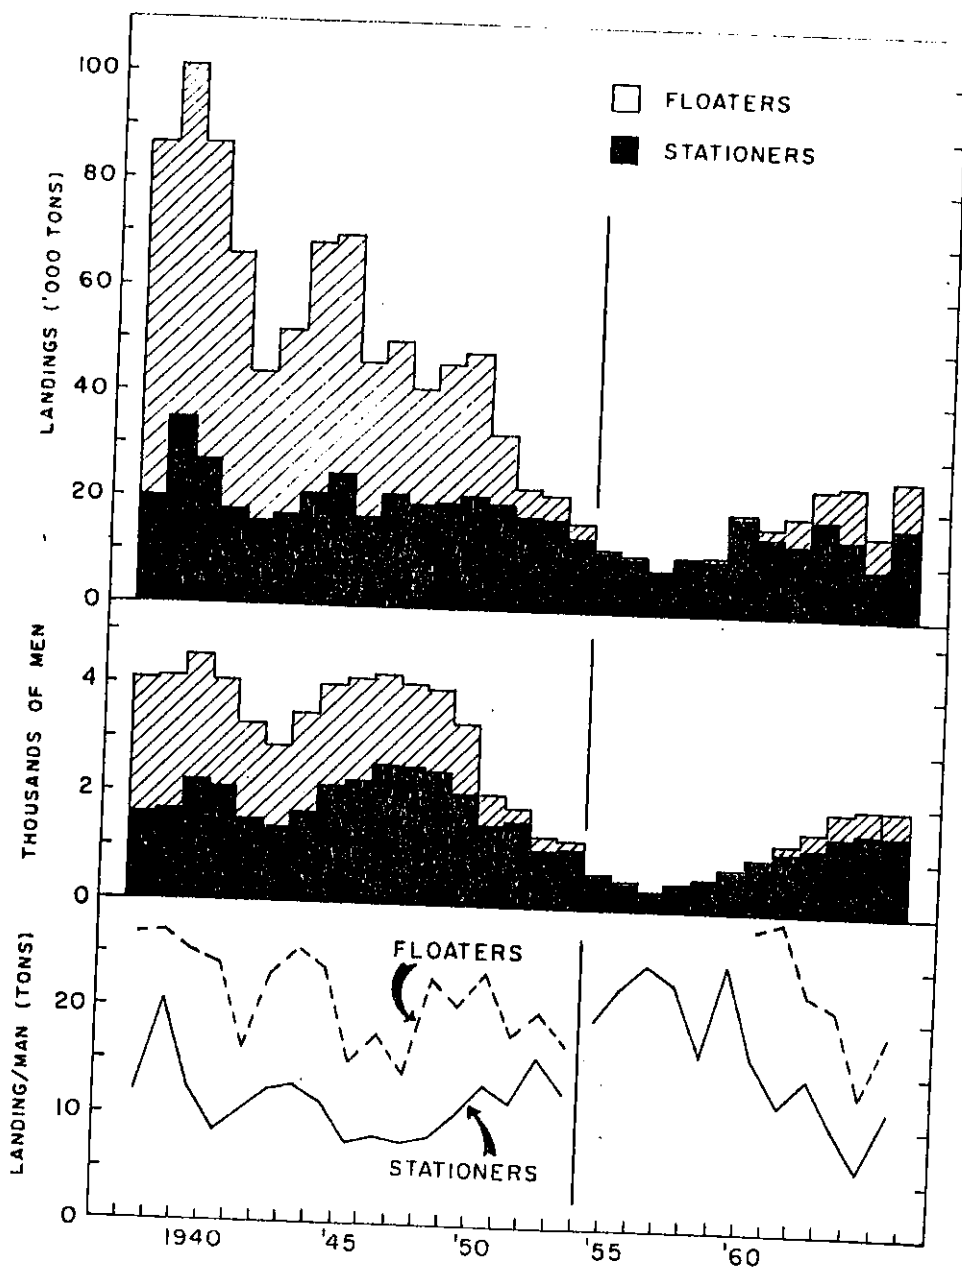 FLOATERS
STATIONERS
LANDINGS ('000 TONS)
100
80
60
40
20
0
THOUSANDS OF MEN
4
2
0
LANDING/MAN (TONS)
20
10
0
FLOATERS
STATIONERS
1940 '45 '50 '55 '60